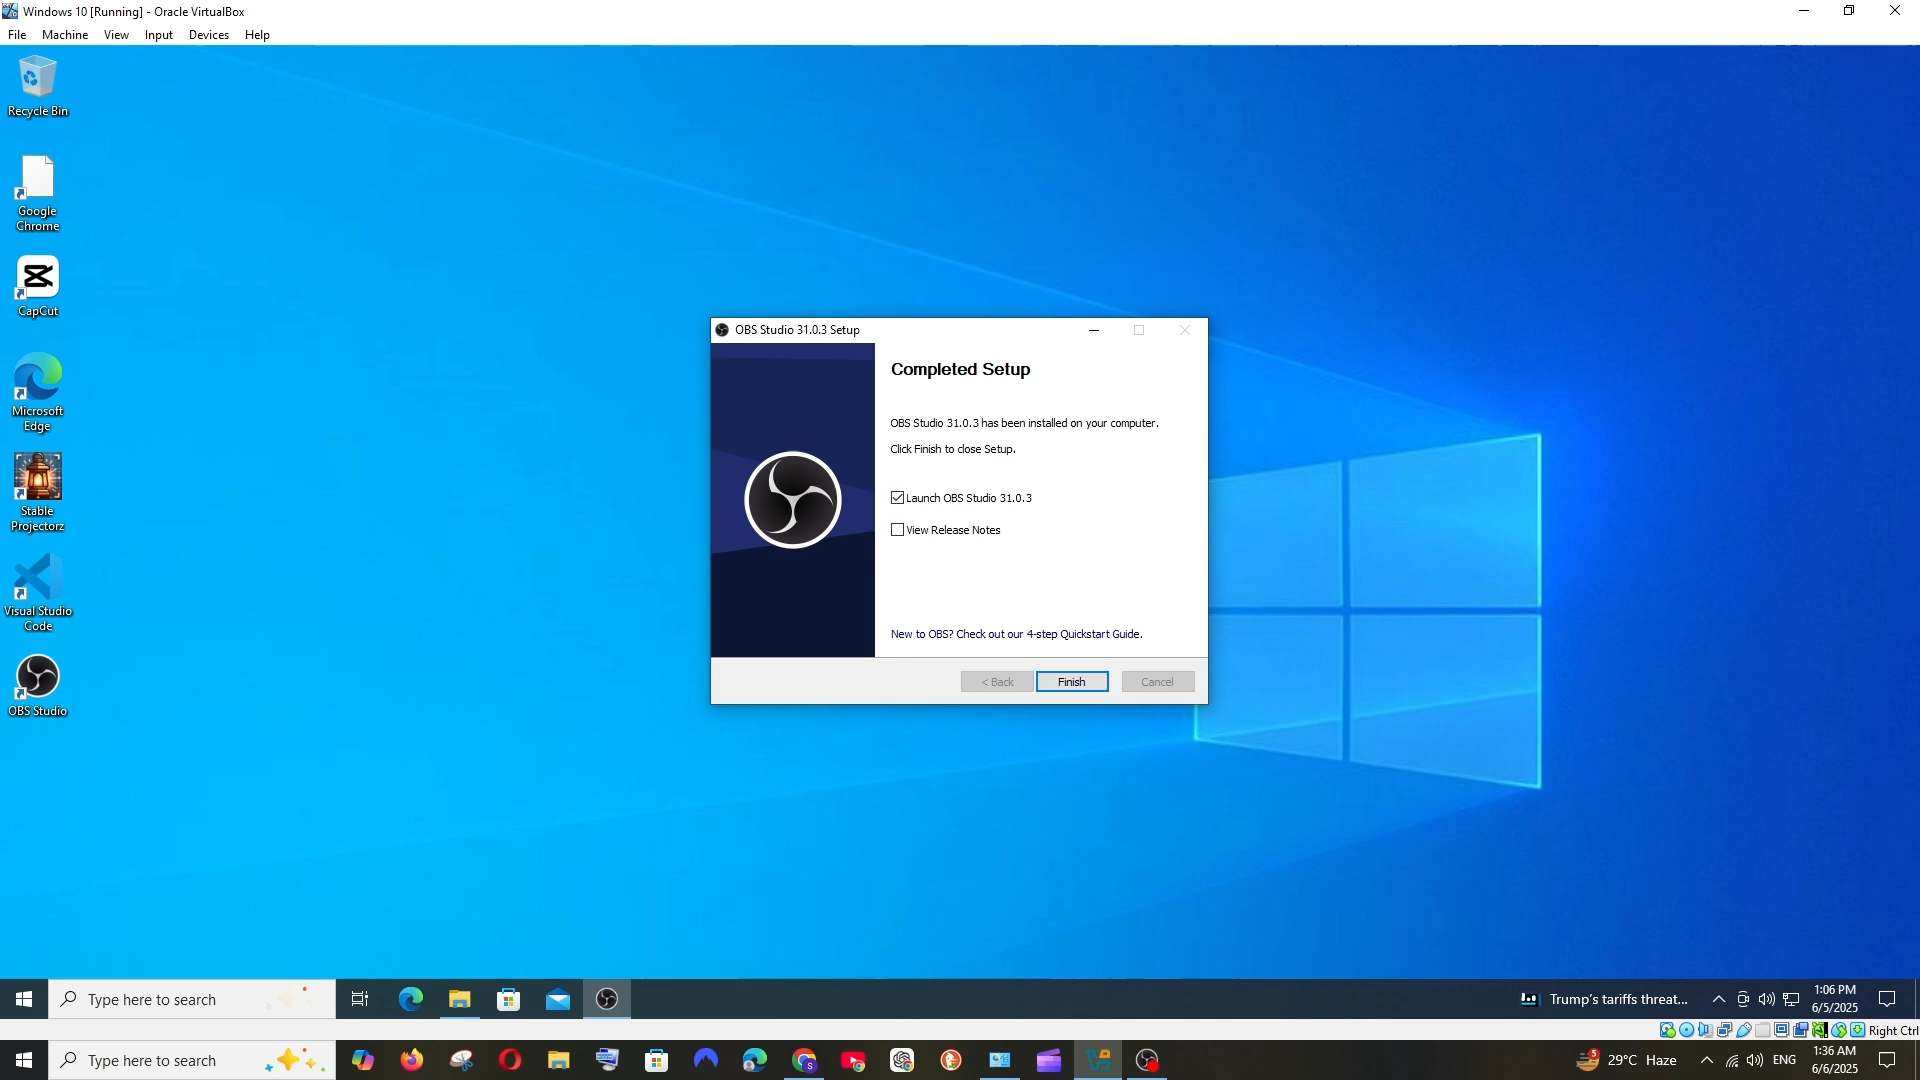 Windows 10 [Running] - Oracle VirtualBox
File Machine View Input Devices Help
Recycle Bin
Google
Chrome
CapCut
Microsoft
Edge
Stable
Projectorz
Visual Studio
Code
OBS Studio
OBS Studio 31.0.3 Setup
Completed Setup
OBS Studio 31.0.3 has been installed on your computer.
Click Finish to close Setup.
Launch OBS Studio 31.0.3
View Release Notes
New to OBS? Check out our 4-step Quickstart Guide.
< Back Finish Cancel
Type here to search
Trump's tariffs threat...
1:06 PM
6/5/2025
Right Ctrl
Type here to search
5
29°C Haze
ENG
1:36 AM
6/6/2025